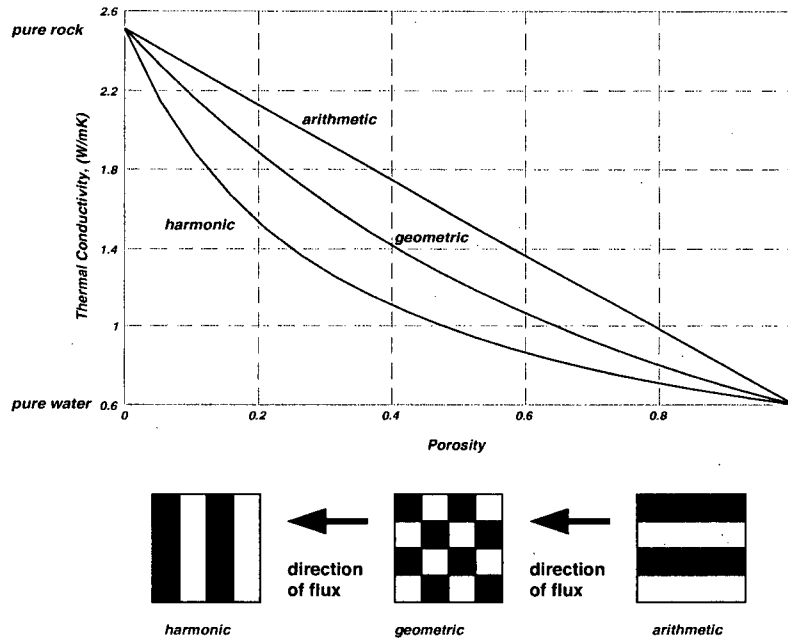 2.6
pure rock
2.2
arithmetic
Thermal Conductivity, (W/mK)
1.8
harmonic
geometric
1.4
1
pure water
0.6
0
0.2
0.4
0.6
0.8
Porosity
direction
of flux
direction
of flux
harmonic
geometric
arithmetic